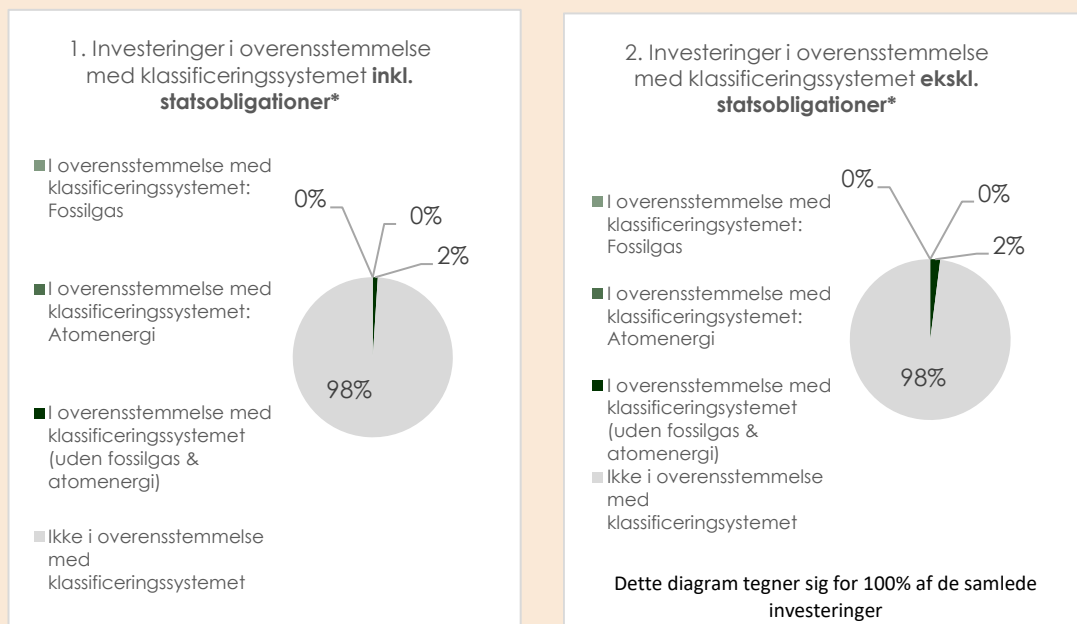 1. Investeringer i overensstemmelse
med klassificeringssystemet inkl.
statsobligationer*
I overensstemmelse med
klassificeringssystemet:
Fossilgas
I overensstemmelse med
klassificeringssystemet:
Atomenergi
I overensstemmelse med
klassificeringssystemet
(uden fossilgas &
atomenergi)
Ikke i overensstemmelse
med
klassificeringssystemet
0%
0%
2%
98%
2. Investeringer i overensstemmelse
med klassificeringssystemet ekskl.
statsobligationer*
I overensstemmelse med
klassificeringssystemet:
Fossilgas
I overensstemmelse med
klassificeringssystemet:
Atomenergi
I overensstemmelse med
klassificeringssystemet
(uden fossilgas &
atomenergi)
Ikke i overensstemmelse
med
klassificeringsystemet
0%
0%
2%
98%
Dette diagram tegner sig for 100% af de samlede
investeringer